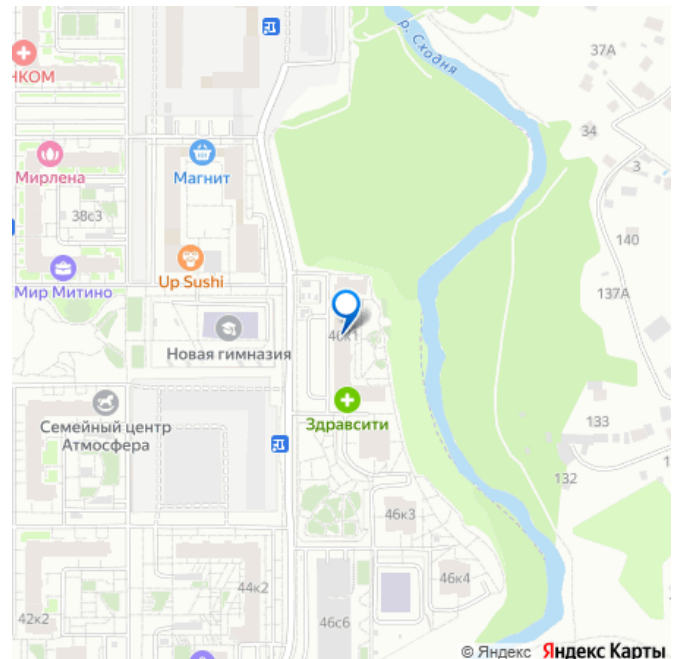 р. Сходня
37А
НКОМ
34
3
Мирлена
Магнит
38с3
140
Мир Митино
Up Sushi
137А
Новая гимназия
Семейный центр
Атмосфера
Здравсити
133
1
132
46к3
44к2
46к4
42к2
46с6
© Яндекс Яндекс Карты